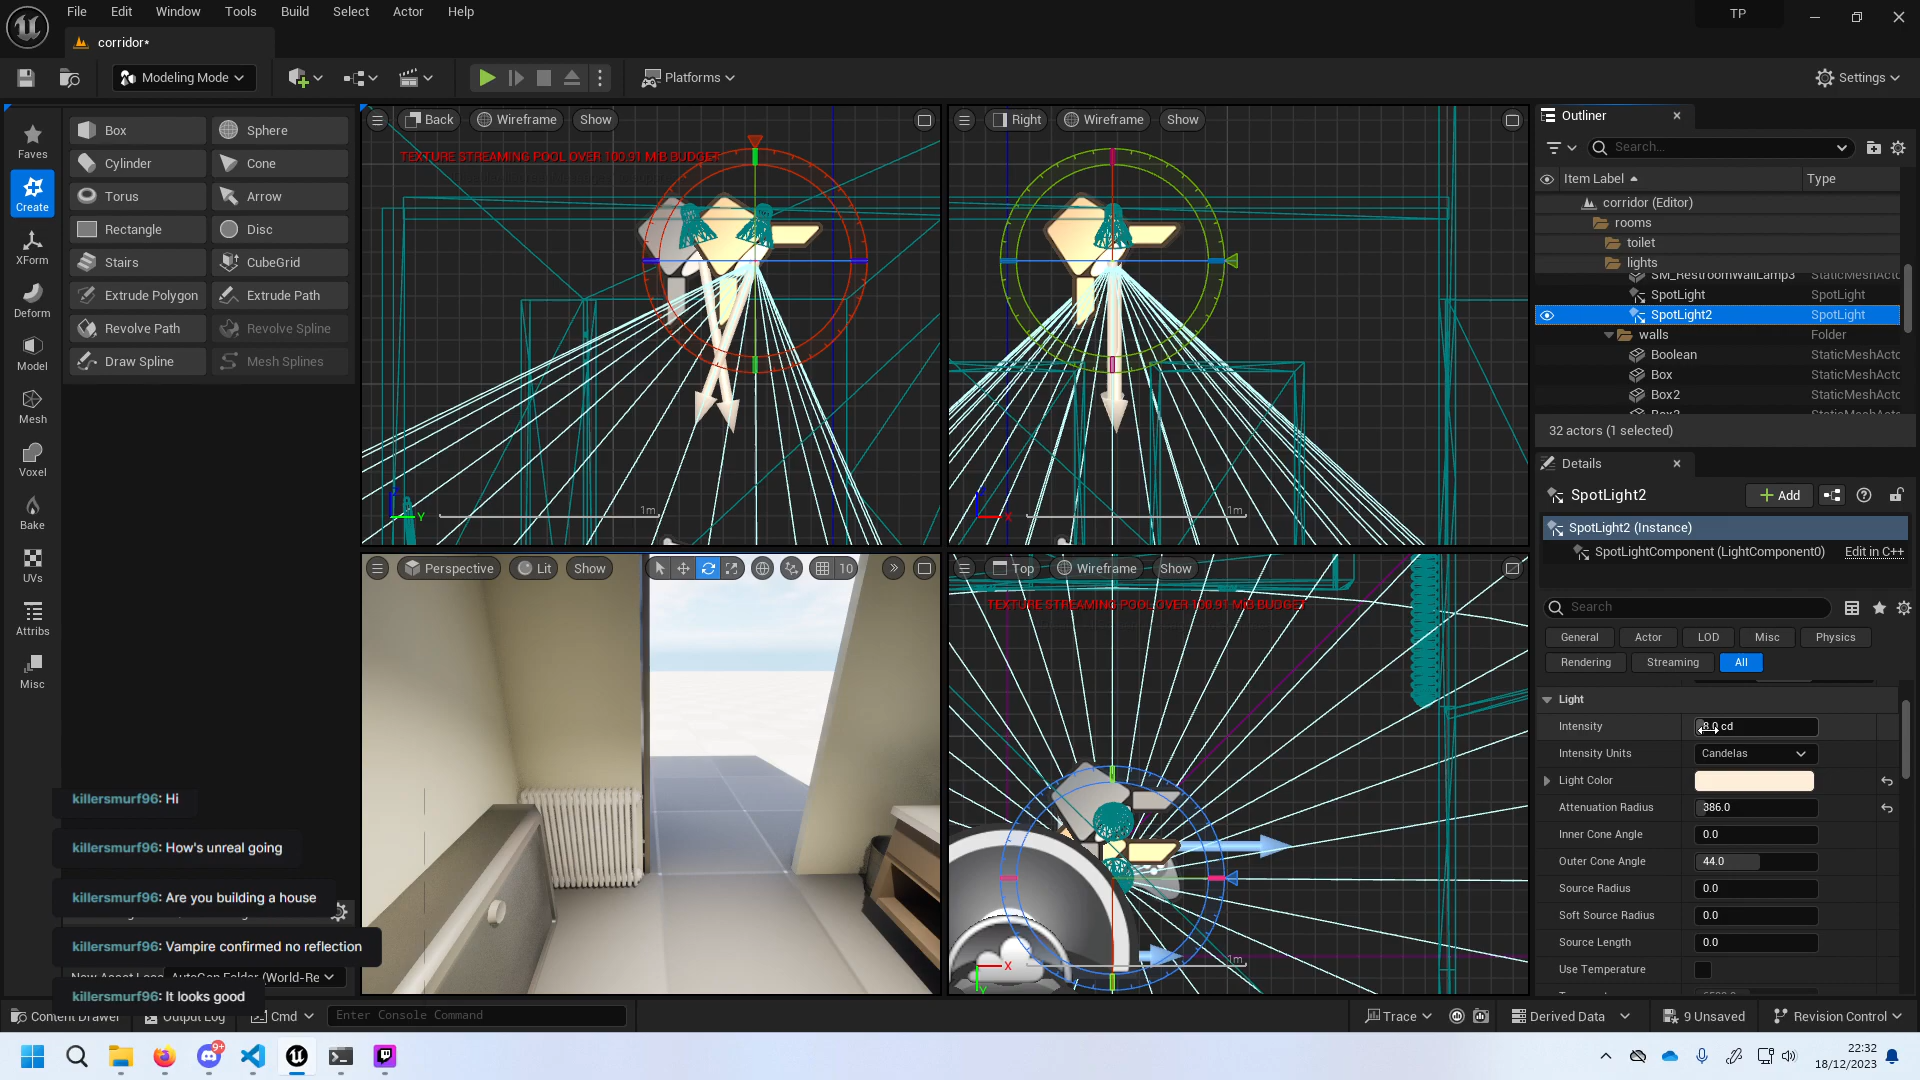 File
Edit
Window
Tools
Build
Select
Actor
Help
TP
corridor*
Modeling Mode
Platforms
Settings
Faves
Create
XForm
Deform
Model
Mesh
Voxel
Bake
UVs
Attribs
Misc
Box
Sphere
Cylinder
Cone
Torus
Arrow
Rectangle
Disc
Stairs
CubeGrid
Extrude Polygon
Extrude Path
Revolve Path
Revolve Spline
Draw Spline
Mesh Splines
Back
Wireframe
Show
TEXTURE STREAMING POOL OVER 100.91 MIB BUDGET
Y
1m
Right
Wireframe
Show
X
1m
Perspective
Lit
Show
10
Top
Wireframe
Show
TEXTURE STREAMING POOL OVER 100.91 MIB BUDGET
X
Y
1m
Outliner
Search...
Item Label
Type
corridor (Editor)
rooms
toilet
lights
SM_RestroomWallLamp3 StaticMeshActo
SpotLight SpotLight
SpotLight2 SpotLight
walls Folder
Boolean StaticMeshActo
Box StaticMeshActo
Box2 StaticMeshActo
32 actors (1 selected)
Details
SpotLight2
Add
SpotLight2 (Instance)
SpotLightComponent (LightComponent0) Edit in C++
Search
General
Actor
LOD
Misc
Physics
Rendering
Streaming
All
Light
Intensity 8.0 cd
Intensity Units Candelas
Light Color
Attenuation Radius 386.0
Inner Cone Angle 0.0
Outer Cone Angle 44.0
Source Radius 0.0
Soft Source Radius 0.0
Source Length 0.0
Use Temperature
killersmurf96: Hi
killersmurf96: How's unreal going
killersmurf96: Are you building a house
killersmurf96: Vampire confirmed no reflection
AutoGen Folder (World-Re
killersmurf96: It looks good
Content Drawer
Output Log
Cmd
Enter Console Command
Trace
Derived Data
9 Unsaved
Revision Control
9+
22:32
18/12/2023